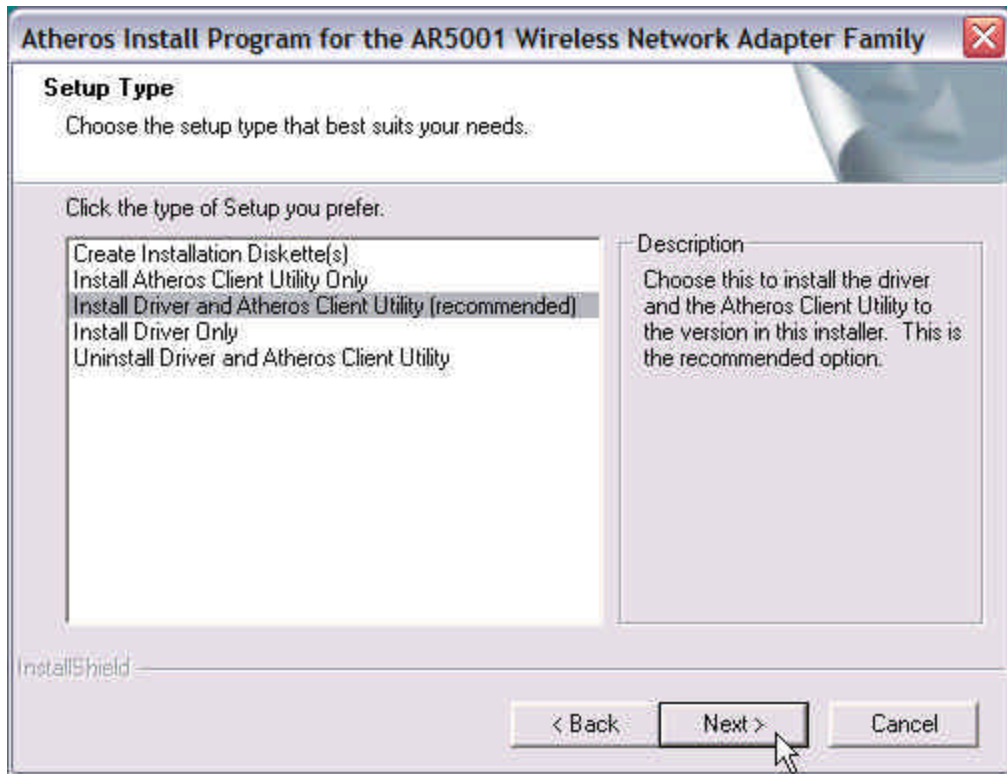 Atheros Install Program for the AR5001 Wireless Network Adapter Family
Setup Type
Choose the setup type that best suits your needs.
Click the type of Setup you prefer.
Create Installation Diskette(s)
Install Atheros Client Utility Only
Install Driver and Atheros Client Utility (recommended)
Install Driver Only
Uninstall Driver and Atheros Client Utility
Description
Choose this to install the driver
and the Atheros Client Utility to
the version in this installer. This is
the recommended option.
InstallShield
< Back
Next >
Cancel